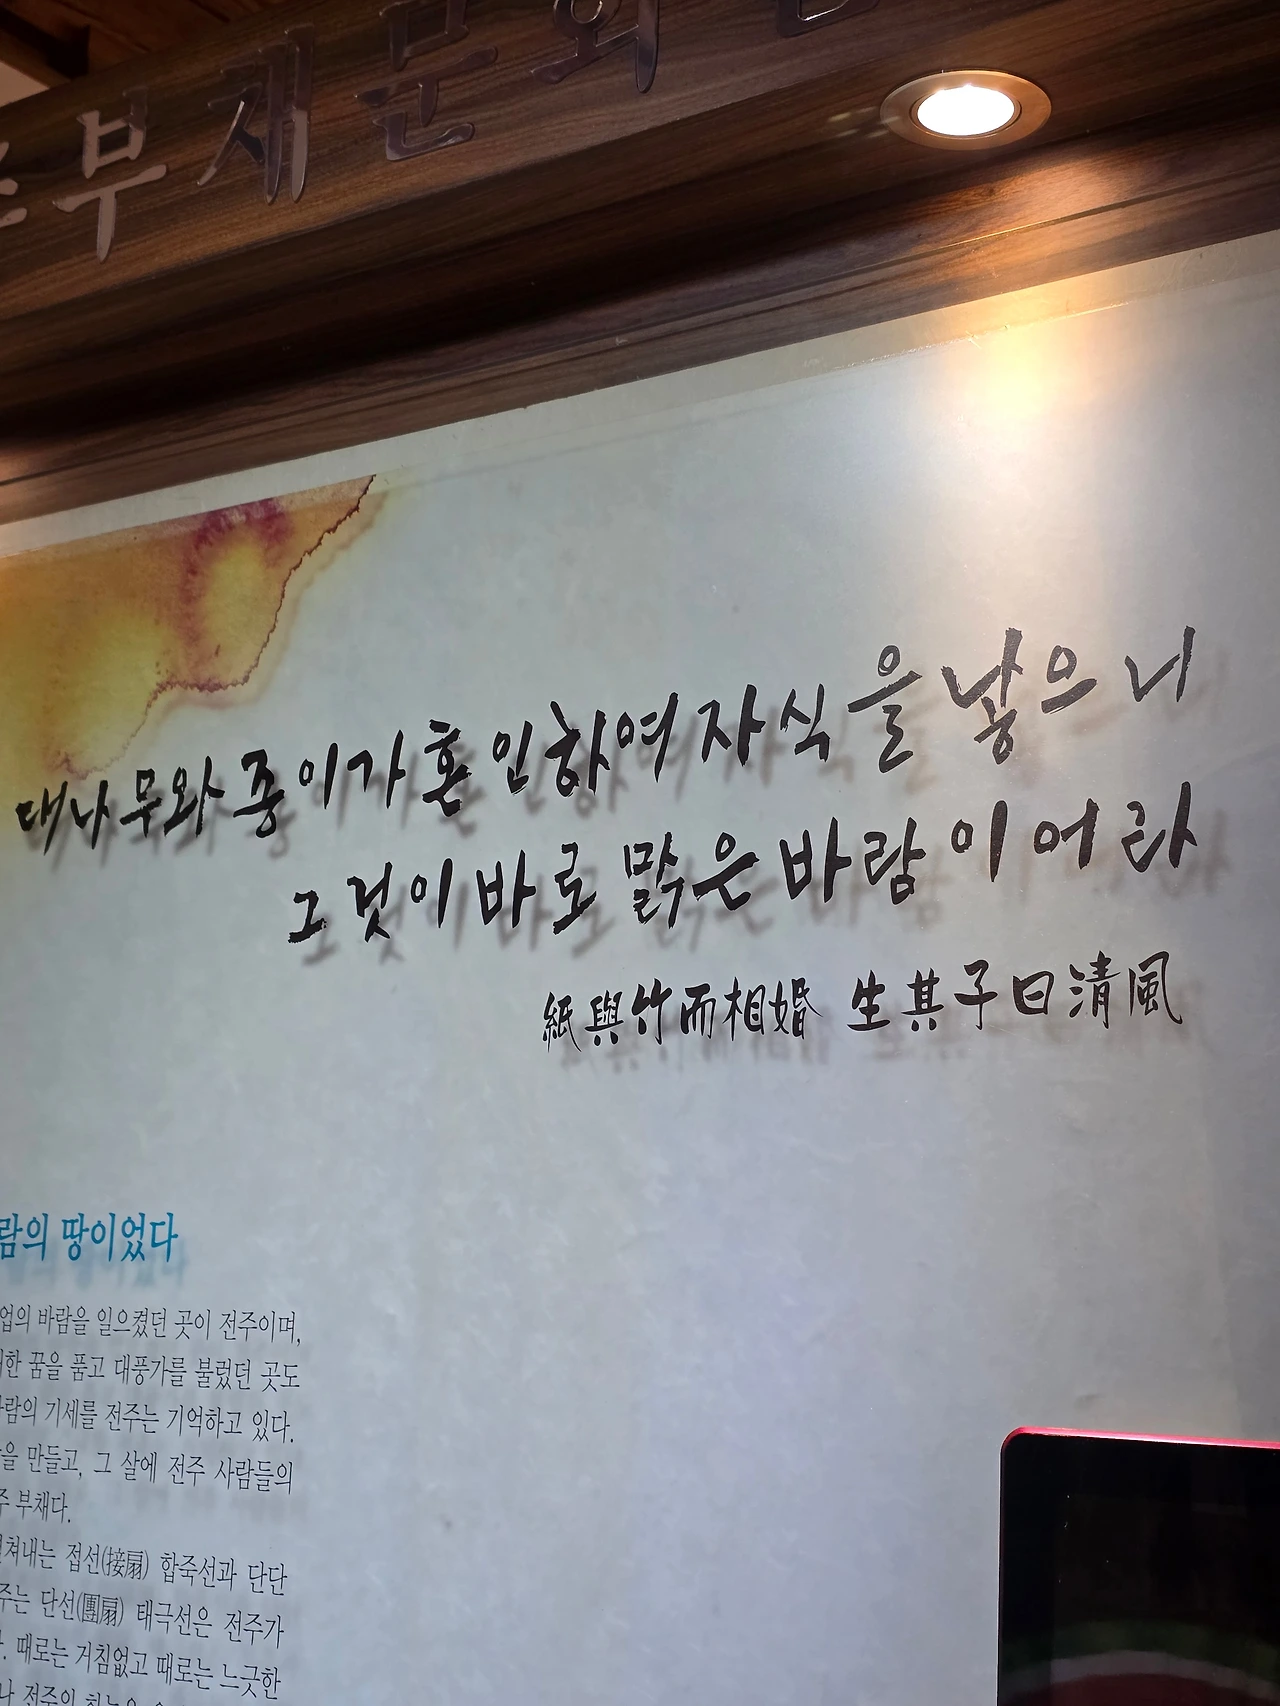 부채문화
대나무와 종이가 혼인하여 자식을 낳으니
그것이 바로 맑은 바람이어라
紙與竹而相婚 生其子曰清風
람의 땅이었다
업의 바람을 일으켰던 곳이 전주이며,
한 꿈을 품고 대풍가를 불렀던 곳도
람의 기세를 전주는 기억하고 있다.
을 만들고, 그 살에 전주 사람들의
주 부채다.
쳐내는 접선(接扇) 합죽선과 단단
주는 단선(團扇) 태극선은 전주가
때로는 거침없고 때로는 느긋한
전주의